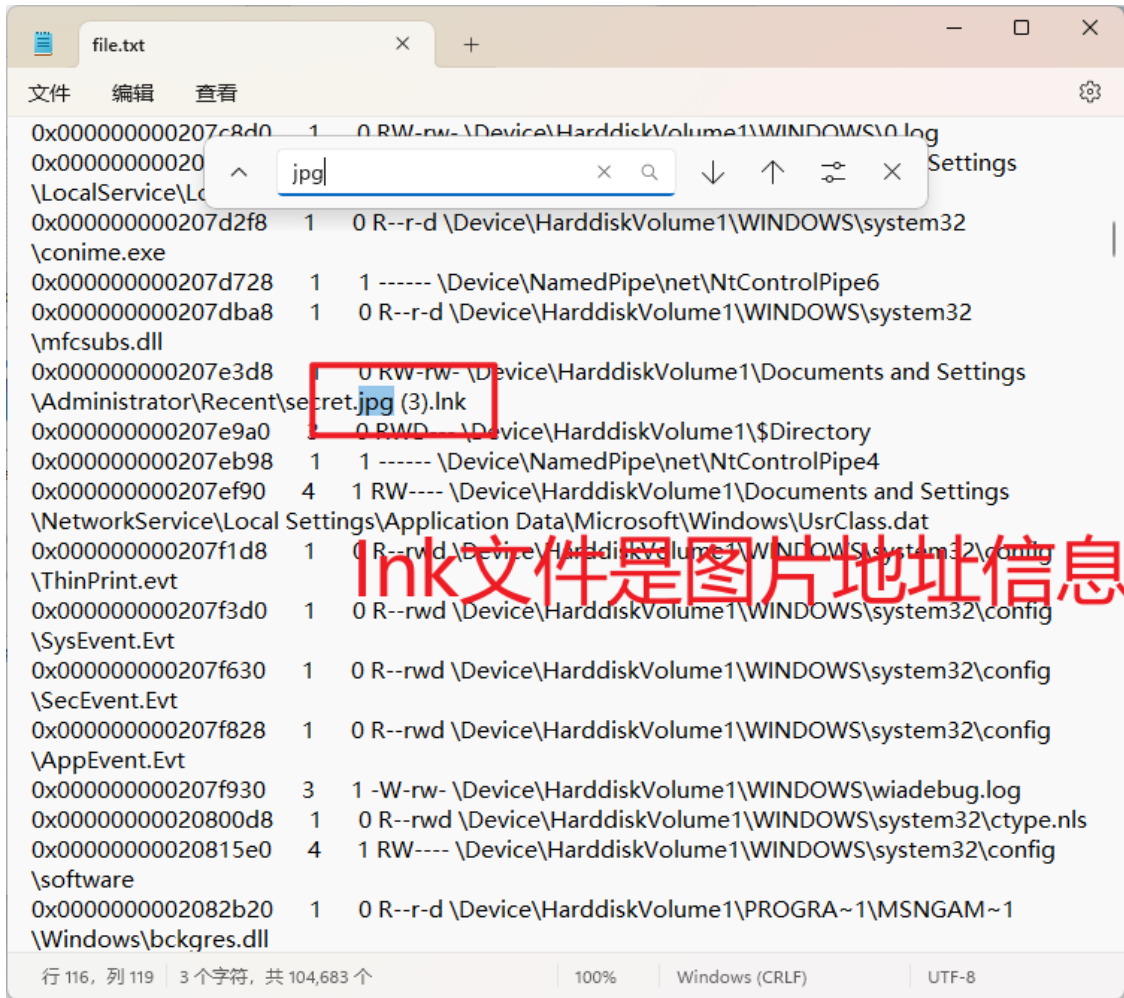 file.txt
文件 编辑 查看
0x000000000207c8d0 1 0 RW-rw- \Device\HarddiskVolume1\WINDOWS\0.log
0x00000000020 Settings
jpg
\LocalService\Lo
0x000000000207d2f8 1 0 R--r-d \Device\HarddiskVolume1\WINDOWS\system32
\conime.exe
0x000000000207d728 1 1 ------ \Device\NamedPipe\net\NtControlPipe6
0x000000000207dba8 1 0 R--r-d \Device\HarddiskVolume1\WINDOWS\system32
\mfcsubs.dll
0x000000000207e3d8 1 0 RW-rw- \Device\HarddiskVolume1\Documents and Settings
\Administrator\Recent\secret.jpg (3).lnk
0x000000000207e9a0 3 0 RWD--- \Device\HarddiskVolume1\$Directory
0x000000000207eb98 1 1 ------ \Device\NamedPipe\net\NtControlPipe4
0x000000000207ef90 4 1 RW---- \Device\HarddiskVolume1\Documents and Settings
\NetworkService\Local Settings\Application Data\Microsoft\Windows\UsrClass.dat
0x000000000207f1d8 1 0 R--rwd \Device\HarddiskVolume1\WINDOWS\system32\config
\ThinPrint.evt
lnk文件是图片地址信息
0x000000000207f3d0 1 0 R--rwd \Device\HarddiskVolume1\WINDOWS\system32\config
\SysEvent.Evt
0x000000000207f630 1 0 R--rwd \Device\HarddiskVolume1\WINDOWS\system32\config
\SecEvent.Evt
0x000000000207f828 1 0 R--rwd \Device\HarddiskVolume1\WINDOWS\system32\config
\AppEvent.Evt
0x000000000207f930 3 1 -W-rw- \Device\HarddiskVolume1\WINDOWS\wiadebug.log
0x00000000020800d8 1 0 R--rwd \Device\HarddiskVolume1\WINDOWS\system32\ctype.nls
0x00000000020815e0 4 1 RW---- \Device\HarddiskVolume1\WINDOWS\system32\config
\software
0x0000000002082b20 1 0 R--r-d \Device\HarddiskVolume1\PROGRA~1\MSNGAM~1
\Windows\bckgres.dll
行 116，列 119 3 个字符，共 104,683 个 100% Windows (CRLF) UTF-8